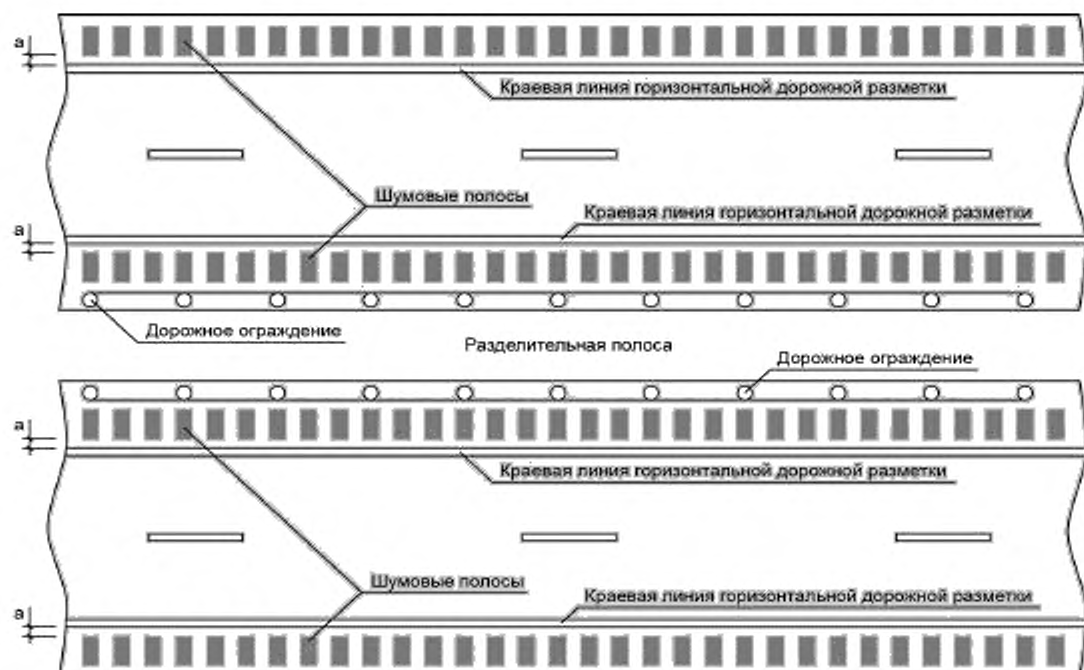 а
Краевая линия горизонтальной дорожной разметки
Шумовые полосы
Краевая линия горизонтальной дорожной разметки
а
Дорожное ограждение
Разделительная полоса
Дорожное ограждение
а
Краевая линия горизонтальной дорожной разметки
Шумовые полосы
Краевая линия горизонтальной дорожной разметки
а